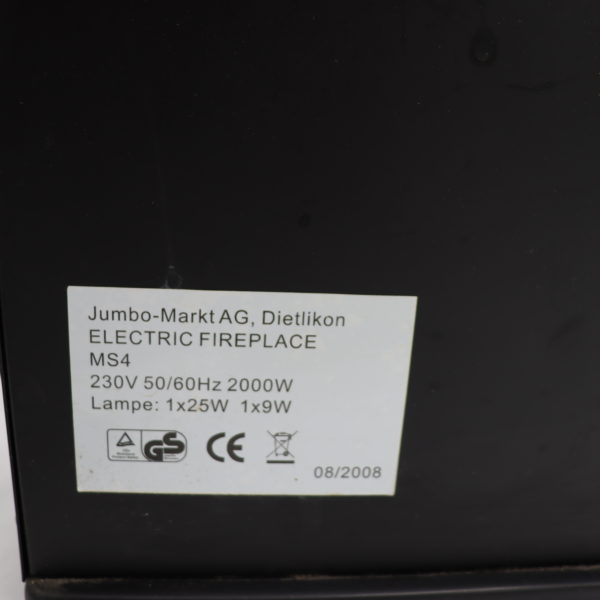 Jumbo-Markt AG, Dietlikon
ELECTRIC FIREPLACE
MS4
230V 50/60Hz 2000W
Lampe: 1x25W 1x9W
GS CE
08/2008